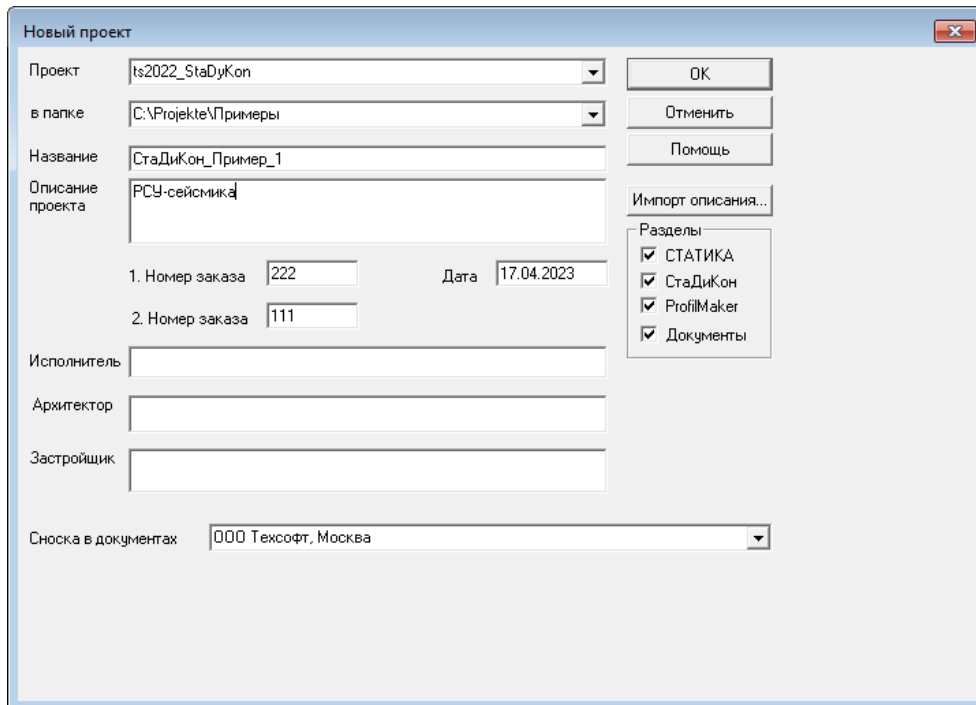 Новый проект
Проект ts2022_StaDyKon OK
в папке C:\Projekte\Примеры Отменить
Название СтаДиКон_Пример_1 Помощь
Описание проекта РСУ-сейсмика Импорт описания...
Разделы
СТАТИКА
1. Номер заказа 222 Дата 17.04.2023 СтаДиКон
2. Номер заказа 111 ProfilMaker
Документы
Исполнитель
Архитектор
Застройщик
Сноска в документах ООО Техсофт, Москва